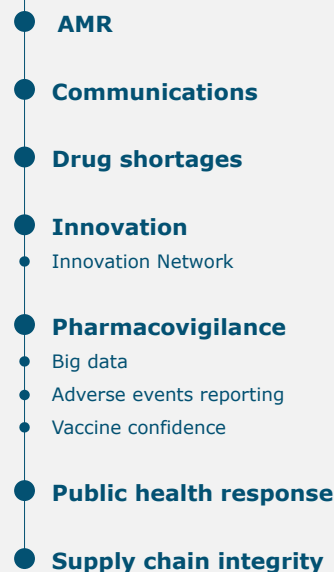 AMR
Communications
Drug shortages
Innovation
Innovation Network
Pharmacovigilance
Big data
Adverse events reporting
Vaccine confidence
Public health response
Supply chain integrity